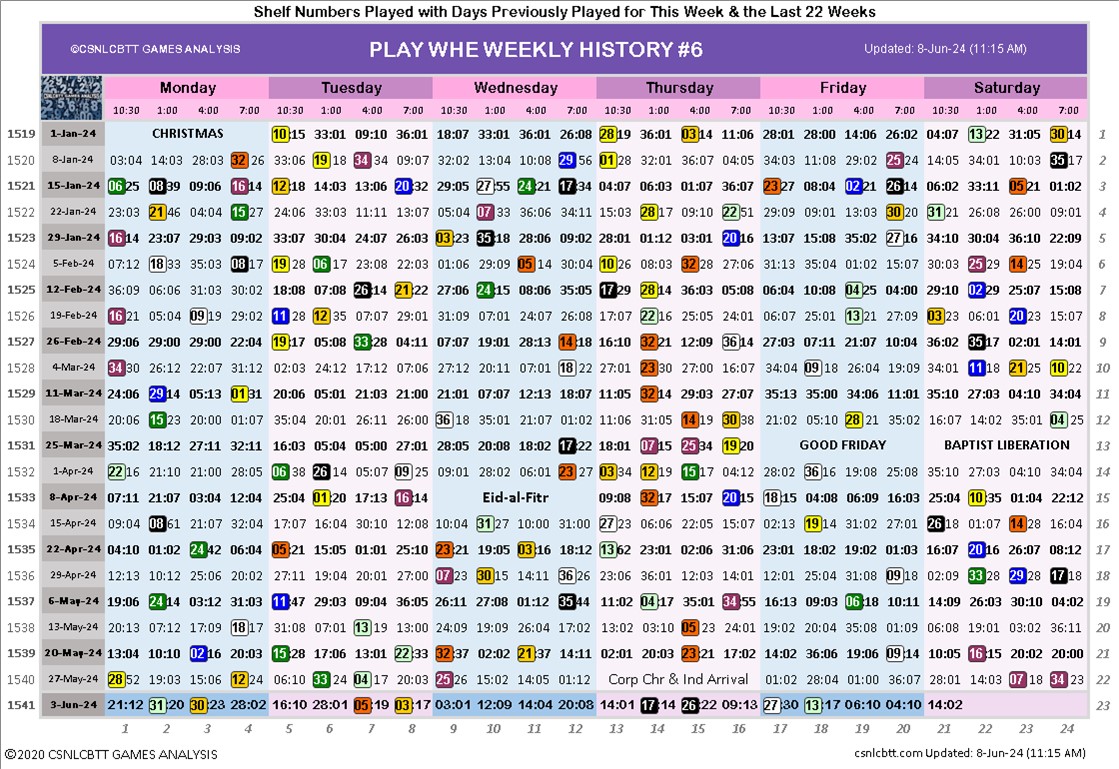 Shelf Numbers Played with Days Previously Played for This Week & the Last 22 Weeks
©CSNLCBTT GAMES ANALYSIS PLAY WHE WEEKLY HISTORY #6 Updated: 8-Jun-24 (11:15 AM)
Monday Tuesday Wednesday Thursday Friday Saturday
10:30 1:00 4:00 7:00 10:30 1:00 4:00 7:00 10:30 1:00 4:00 7:00 10:30 1:00 4:00 7:00 10:30 1:00 4:00 7:00 10:30 1:00 4:00 7:00
1519 1-Jan-24 CHRISTMAS 10:15 33:01 09:10 36:01 18:07 33:01 36:01 26:08 28:19 36:01 03:14 11:06 28:01 28:00 14:06 26:02 04:07 13:22 31:05 30:14 1
1520 8-Jan-24 03:04 14:03 28:03 32:26 33:06 19:18 34:34 09:07 32:02 13:04 10:08 29:56 01:28 32:01 36:07 04:05 34:03 11:08 29:02 25:24 14:05 34:01 10:03 35:17 2
1521 15-Jan-24 06:25 08:39 09:06 16:14 12:18 14:03 13:06 20:32 29:05 27:55 24:21 17:34 04:07 06:03 07:01 36:07 23:27 08:04 02:21 26:14 06:02 33:11 05:21 01:02 3
1522 22-Jan-24 23:03 21:46 04:04 15:27 24:06 33:03 11:11 13:07 05:04 07:33 36:06 34:11 15:03 28:17 09:10 22:51 29:09 09:01 13:03 30:20 31:21 26:08 26:00 09:01 4
1523 29-Jan-24 16:14 23:07 29:03 09:02 33:07 30:04 24:07 26:03 03:23 35:18 28:06 09:02 28:01 01:12 03:01 20:16 13:07 15:08 35:02 27:16 34:10 30:04 36:10 22:09 5
1524 5-Feb-24 07:12 18:33 35:03 08:17 19:28 06:17 23:08 22:03 01:06 29:09 05:14 30:04 10:26 08:03 32:28 27:06 31:13 35:04 01:02 15:07 30:03 25:29 14:25 19:04 6
1525 12-Feb-24 36:09 06:06 31:03 30:02 18:08 07:08 26:14 21:22 27:06 24:15 08:06 35:05 17:29 28:14 36:03 05:08 06:04 10:08 04:25 04:00 29:10 02:29 25:07 15:08 7
1526 19-Feb-24 16:21 05:04 09:19 29:02 11:28 12:35 07:07 29:01 31:09 07:01 24:07 26:08 17:07 22:16 25:05 24:01 06:07 25:01 13:21 27:09 03:23 06:01 20:23 15:07 8
1527 26-Feb-24 29:06 29:00 29:00 22:04 19:17 05:08 33:28 04:11 07:07 19:01 28:13 14:18 16:10 32:21 12:09 36:14 27:03 07:11 21:07 10:04 36:02 35:17 02:01 14:01 9
1528 4-Mar-24 34:30 26:12 22:07 31:12 02:03 24:12 17:12 07:06 27:12 20:11 07:01 18:22 27:01 23:30 27:01 02:03 34:04 09:18 26:04 19:09 34:01 11:18 21:25 10:22 10
1529 11-Mar-24 24:06 29:14 05:13 01:31 20:06 05:01 21:03 21:00 21:01 07:07 12:13 18:07 11:05 32:14 29:03 27:07 35:13 35:00 34:06 11:01 35:10 27:03 04:10 34:04 11
1530 18-Mar-24 20:06 15:23 20:00 01:07 35:04 20:01 26:11 26:00 36:18 35:01 21:07 01:02 11:06 31:05 14:19 30:38 21:02 05:10 28:21 35:02 16:07 14:02 35:01 04:25 12
1531 25-Mar-24 35:02 18:12 27:11 32:11 16:03 05:04 05:00 27:01 28:05 20:08 18:02 17:22 18:01 07:15 25:34 19:20 GOOD FRIDAY BAPTIST LIBERATION 13
1532 1-Apr-24 22:16 21:10 21:00 28:05 06:38 26:14 05:07 09:25 09:01 28:02 06:01 23:27 03:34 12:19 15:17 04:12 28:02 36:16 19:08 25:08 35:10 27:03 04:10 34:04 14
1533 8-Apr-24 07:11 21:07 03:04 12:04 25:04 01:20 17:13 16:14 Eid-al-Fitr 09:08 32:17 15:07 20:15 18:15 04:08 06:09 16:03 25:04 10:35 01:04 22:12 15
1534 15-Apr-24 09:04 08:61 21:07 32:04 17:07 16:04 30:10 12:08 10:04 31:27 10:00 31:00 27:23 06:06 22:05 15:07 02:13 19:14 31:02 27:01 26:18 01:07 14:28 16:04 16
1535 22-Apr-24 04:10 01:02 24:42 06:04 05:21 15:05 01:01 25:10 23:21 19:05 03:16 18:12 13:62 23:01 02:06 31:06 23:01 18:02 19:02 01:03 16:07 20:16 26:07 08:12 17
1536 29-Apr-24 12:13 10:12 25:06 02:02 27:11 19:04 20:01 27:00 07:23 30:15 14:11 36:26 23:06 36:01 12:03 14:01 12:01 25:04 31:08 09:18 02:09 33:28 29:28 17:18 18
1537 6-May-24 19:06 24:14 03:12 31:03 11:47 29:03 09:04 36:05 26:11 27:08 01:12 35:44 11:02 04:17 35:01 34:55 16:13 09:03 06:18 10:11 14:09 26:03 30:10 04:02 19
1538 13-May-24 20:13 07:12 17:09 18:17 31:08 07:01 13:19 13:00 24:09 19:09 26:04 17:02 13:02 03:10 05:23 24:01 19:02 20:04 35:08 01:09 06:08 19:01 03:02 36:11 20
1539 20-May-24 13:04 10:10 02:16 20:03 15:28 17:06 13:01 22:33 32:37 02:02 21:37 14:11 02:01 20:03 23:21 17:02 14:02 36:06 19:06 09:14 10:05 16:15 20:02 20:00 21
1540 27-May-24 28:52 19:03 15:06 12:24 06:10 33:24 04:17 20:03 25:26 15:02 14:05 01:12 Corp Chr & Ind Arrival 01:02 28:04 01:00 36:07 28:01 14:03 07:18 34:23 22
1541 3-Jun-24 21:12 31:20 30:23 28:02 16:10 28:01 05:19 03:17 03:01 12:09 14:04 20:08 14:01 17:14 26:22 09:13 27:30 13:17 06:10 04:10 14:02 23
1 2 3 4 5 6 7 8 9 10 11 12 13 14 15 16 17 18 19 20 21 22 23 24
©2020 CSNLCBTT GAMES ANALYSIS csnlcbtt.com Updated: 8-Jun-24 (11:15 AM)